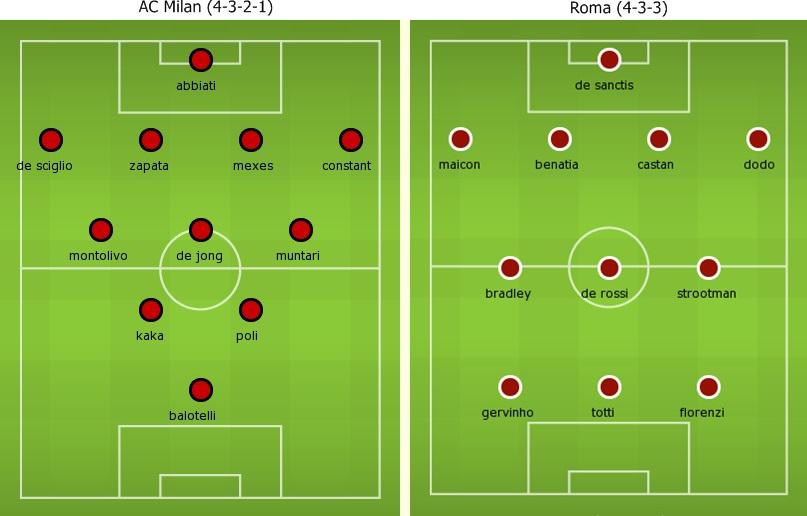 AC Milan (4-3-2-1)
abbiati
de sciglio zapata mexes constant
montolivo de jong muntari
kaka poli
balotelli
Roma (4-3-3)
de sanctis
maicon benatia castan dodo
bradley de rossi strootman
gervinho totti florenzi